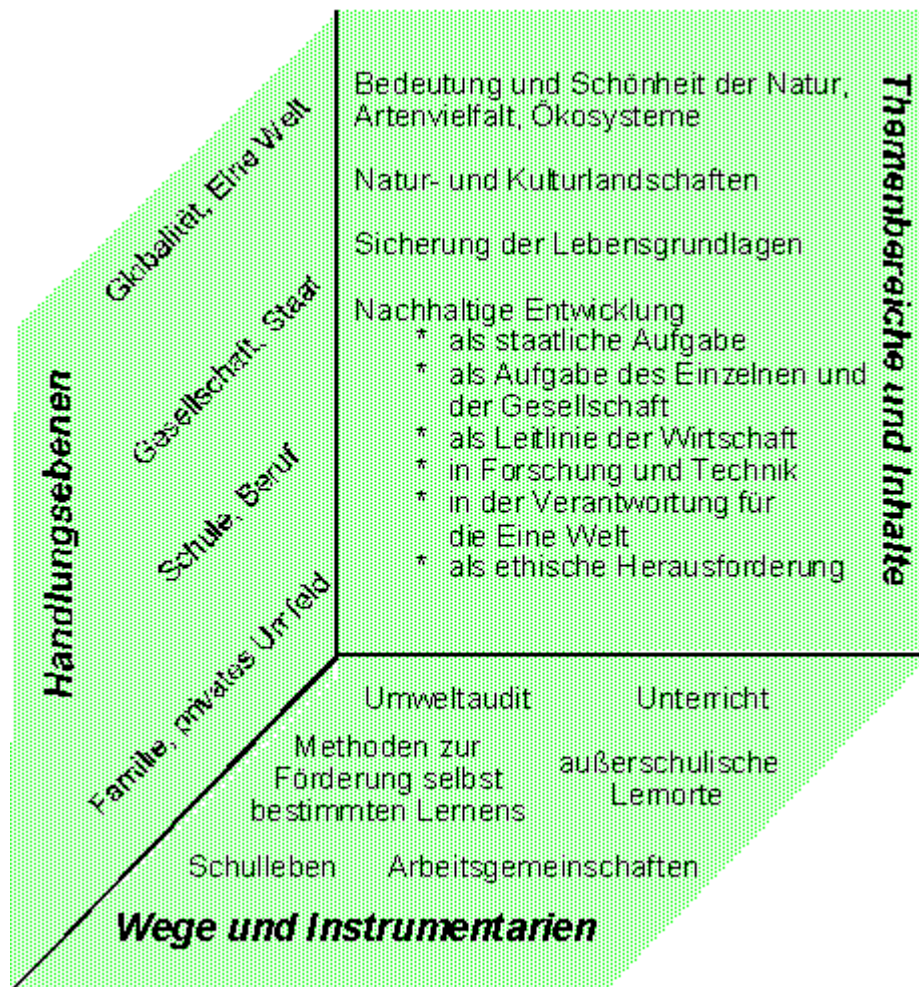 Handlungsebenen
Globalität, Eine Welt
Gesellschaft, Staat
Schule, Beruf
Familie, privates Umfeld
Themenbereiche und Inhalte
Bedeutung und Schönheit der Natur,
Artenvielfalt, Ökosysteme
Natur- und Kulturlandschaften
Sicherung der Lebensgrundlagen
Nachhaltige Entwicklung
* als staatliche Aufgabe
* als Aufgabe des Einzelnen und
der Gesellschaft
* als Leitlinie der Wirtschaft
* in Forschung und Technik
* in der Verantwortung für
die Eine Welt
* als ethische Herausforderung
Umweltaudit
Unterricht
Methoden zur
Förderung selbst
bestimmten Lernens
außerschulische
Lernorte
Schulleben
Arbeitsgemeinschaften
Wege und Instrumentarien